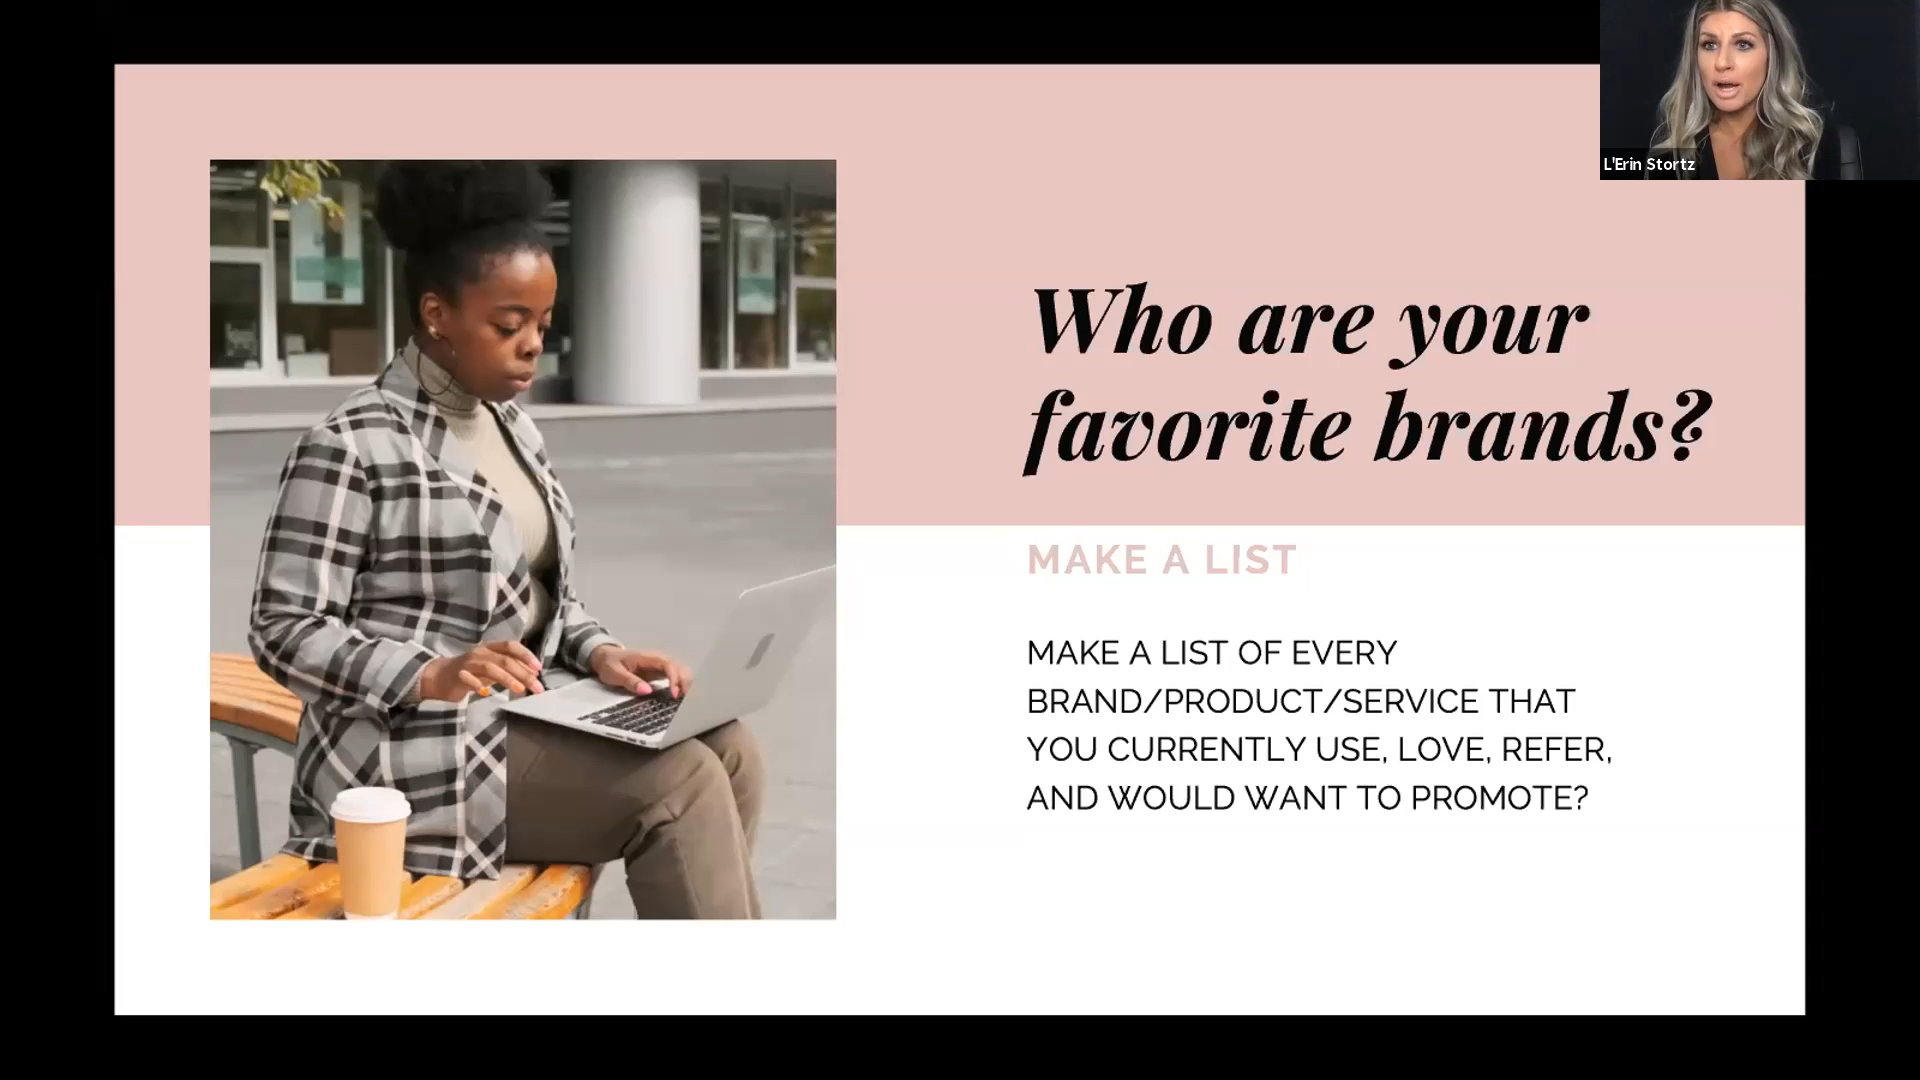 L'Erin Stortz
Who are your
favorite brands?
MAKE A LIST
MAKE A LIST OF EVERY
BRAND/PRODUCT/SERVICE THAT
YOU CURRENTLY USE, LOVE, REFER,
AND WOULD WANT TO PROMOTE?